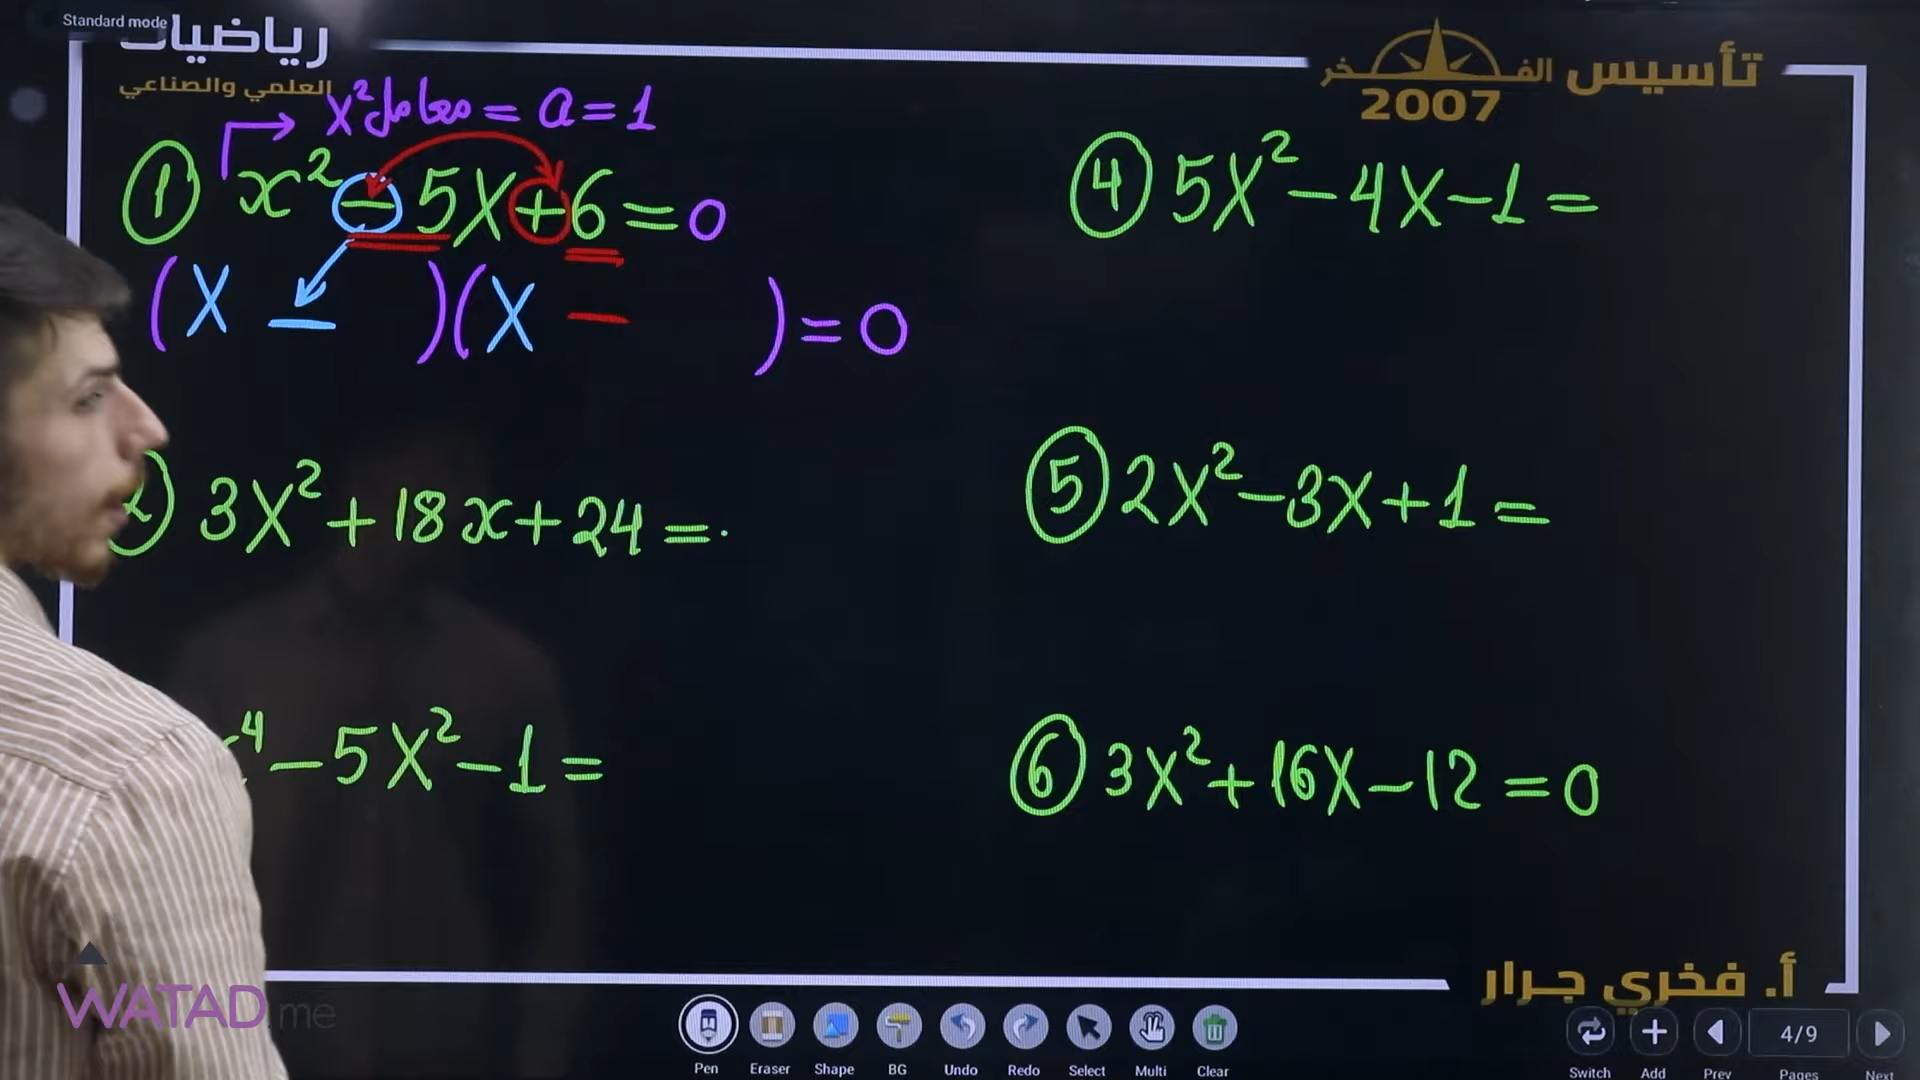 Standard mode
رياضيات
العلمي والصناعي
تأسيس الفخر
2007
معامل x² = a = 1
① x² - 5x + 6 = 0
(x - )(x - ) = 0
② 3x² + 18x + 24 =
⁴ - 5x² - 1 =
④ 5x² - 4x - 1 =
⑤ 2x² - 3x + 1 =
⑥ 3x² + 16x - 12 = 0
أ. فخري جرار
WATAD.me
Pen Eraser Shape BG Undo Redo Select Multi Clear
4/9
Switch Add Prev Pages Next